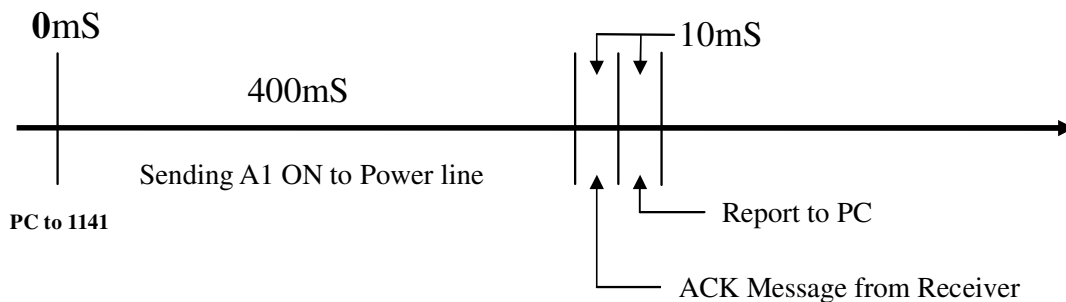 0mS
10mS
400mS
Sending A1 ON to Power line
PC to 1141
Report to PC
ACK Message from Receiver